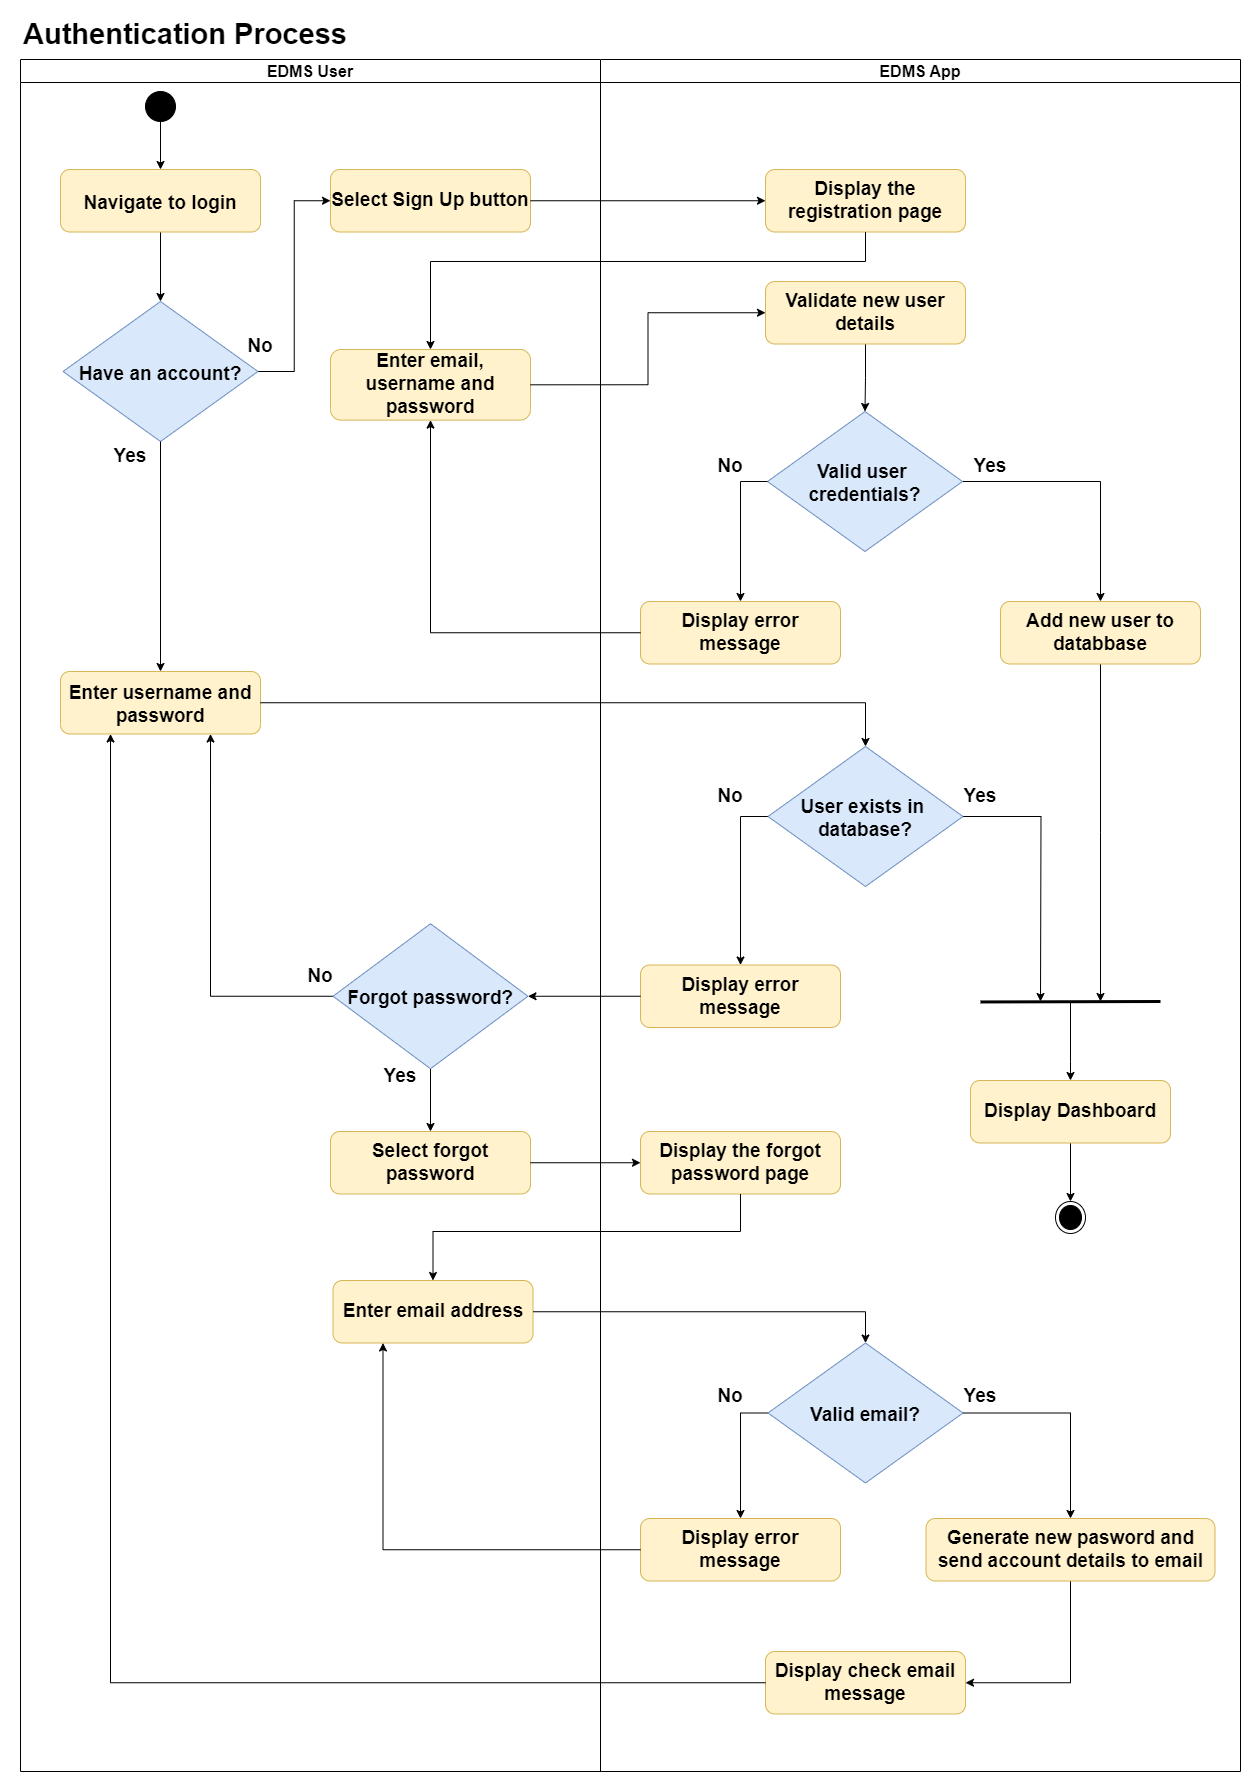 Authentication Process
EDMS User
EDMS App
Navigate to login
Select Sign Up button
Display the
registration page
Validate new user
details
Have an account?
No
Yes
Enter email,
username and
password
Valid user
credentials?
No
Yes
Display error
message
Add new user to
databbase
Enter username and
password
User exists in
database?
No
Yes
Forgot password?
No
Yes
Display error
message
Display Dashboard
Select forgot
password
Display the forgot
password page
Enter email address
Valid email?
No
Yes
Display error
message
Generate new pasword and
send account details to email
Display check email
message